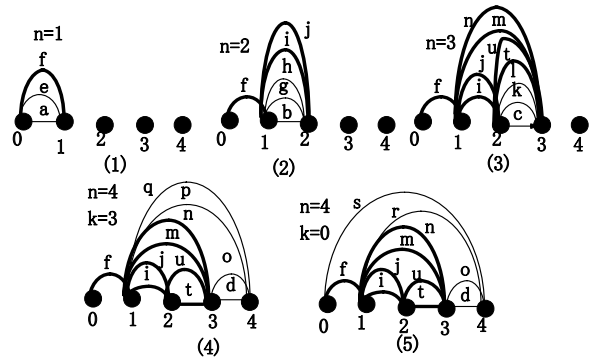 n=1
f
e
a
0 1 2 3 4
(1)
n=2
j
i
h
g
f
b
0 1 2 3 4
(2)
n=3
n m
u t
j l
f i k
c
0 1 2 3 4
(3)
n=4
k=3
q p
n
m
f j u o
i t d
0 1 2 3 4
(4)
n=4
k=0
s
r n
m
f j u o
i t d
0 1 2 3 4
(5)